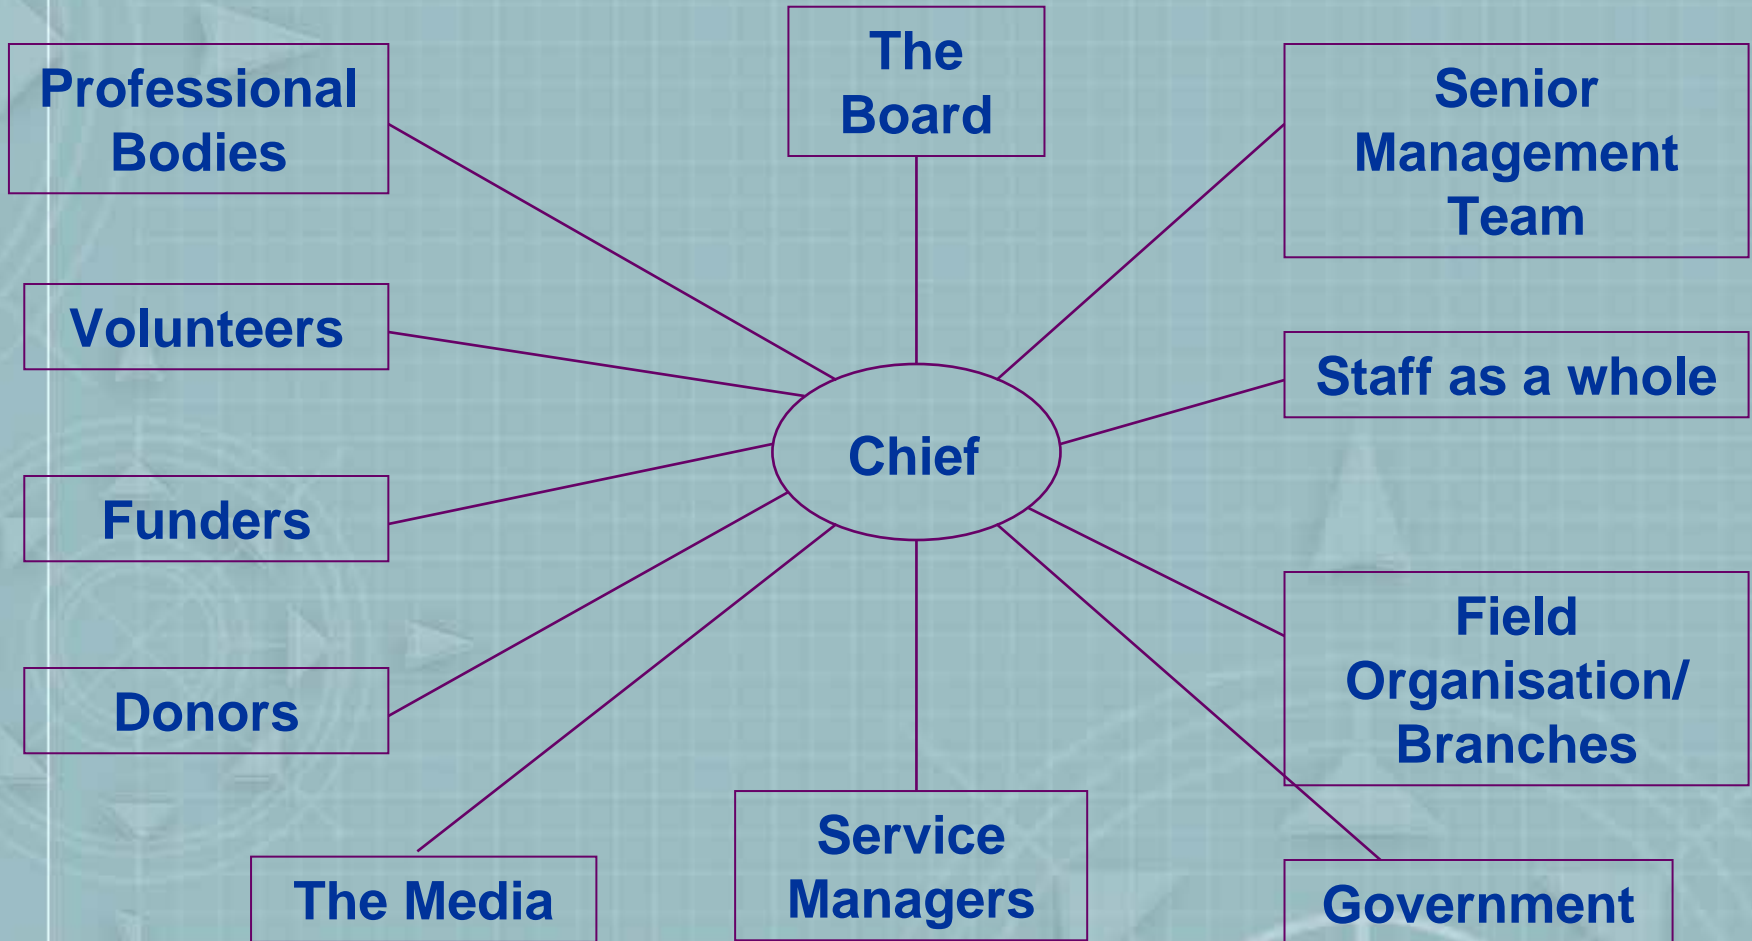 Professional
Bodies
The
Board
Senior
Management
Team
Volunteers
Staff as a whole
Chief
Funders
Field
Organisation/
Branches
Donors
Service
Managers
The Media
Government